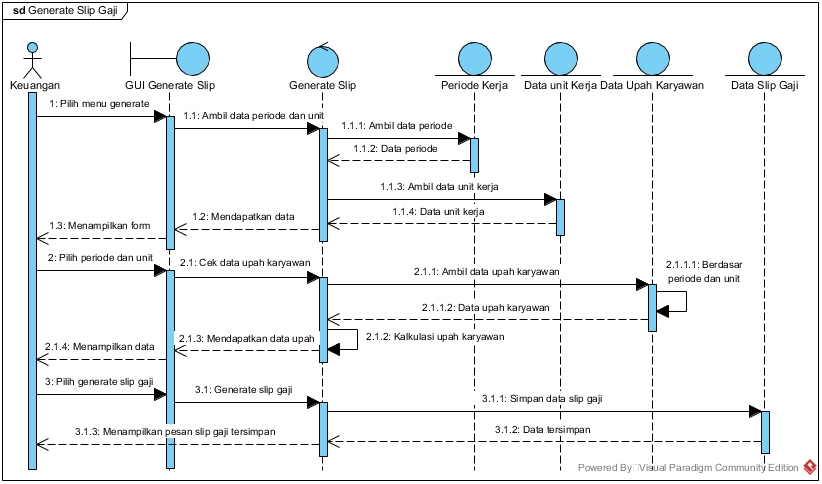 sd Generate Slip Gaji
Keuangan
GUI Generate Slip
Generate Slip
Periode Kerja
Data unit Kerja
Data Upah Karyawan
Data Slip Gaji
1: Pilih menu generate
1.1: Ambil data periode dan unit
1.1.1: Ambil data periode
1.1.2: Data periode
1.1.3: Ambil data unit kerja
1.1.4: Data unit kerja
1.2: Mendapatkan data
1.3: Menampilkan form
2: Pilih periode dan unit
2.1: Cek data upah karyawan
2.1.1: Ambil data upah karyawan
2.1.1.1: Berdasar
periode dan unit
2.1.1.2: Data upah karyawan
2.1.2: Kalkulasi upah karyawan
2.1.3: Mendapatkan data upah
2.1.4: Menampilkan data
3: Pilih generate slip gaji
3.1: Generate slip gaji
3.1.1: Simpan data slip gaji
3.1.2: Data tersimpan
3.1.3: Menampilkan pesan slip gaji tersimpan
Powered By Visual Paradigm Community Edition